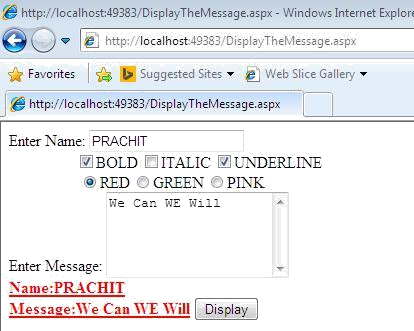 http://localhost:49383/DisplayTheMessage.aspx - Windows Internet Explore
http://localhost:49383/DisplayTheMessage.aspx
Favorites Suggested Sites Web Slice Gallery
http://localhost:49383/DisplayTheMessage.aspx
Enter Name: PRACHIT
BOLD ITALIC UNDERLINE
RED GREEN PINK
We Can WE Will
Enter Message:
Name:PRACHIT
Message:We Can WE Will Display